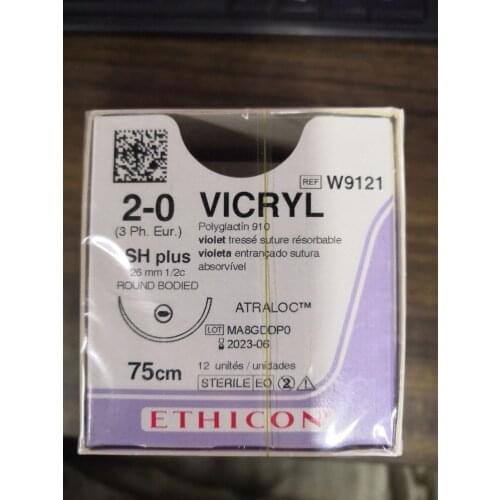 REF W9121
2-0 VICRYL
(3 Ph. Eur.)
Polyglactin 910
violet tressé suture résorbable
SH plus
violeta entrançado sutura
absorvível
26 mm 1/2c
ROUND BODIED
ATRALOC™
LOT MA8GDDP0
2023-06
75cm
12 unités / unidades
STERILE EO 2
ETHICON